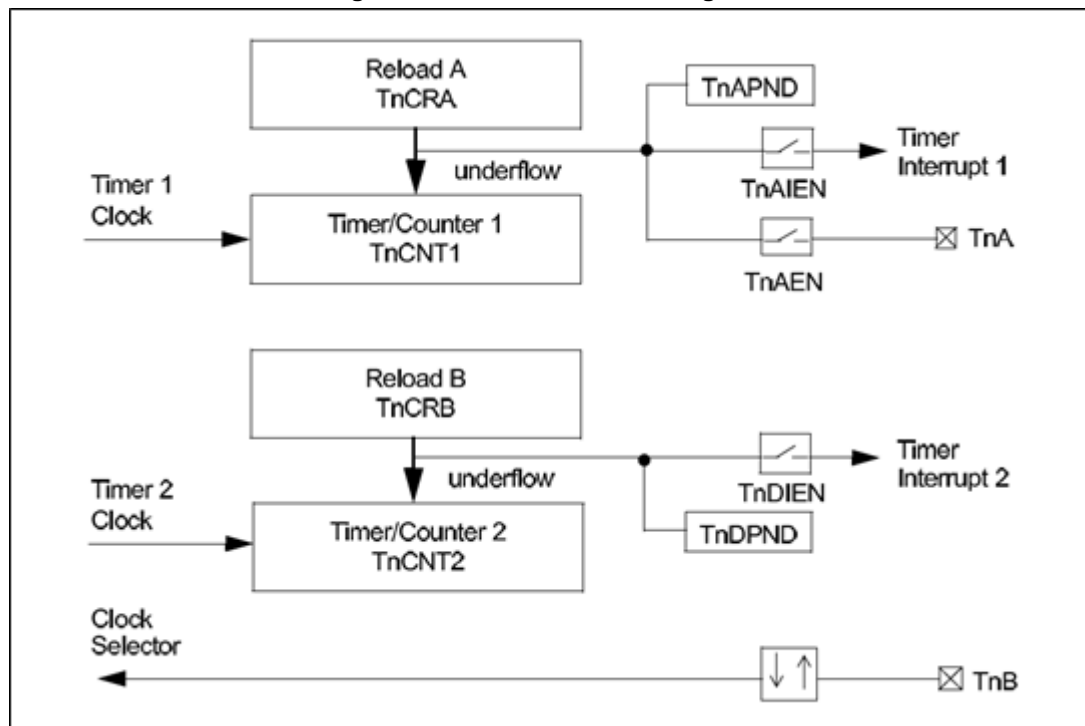 Reload A
TnCRA
TnAPND
underflow
Timer
Interrupt 1
TnAIEN
Timer 1
Clock
Timer/Counter 1
TnCNT1
TnA
TnAEN
Reload B
TnCRB
underflow
Timer
Interrupt 2
TnDIEN
Timer 2
Clock
Timer/Counter 2
TnCNT2
TnDPND
Clock
Selector
TnB